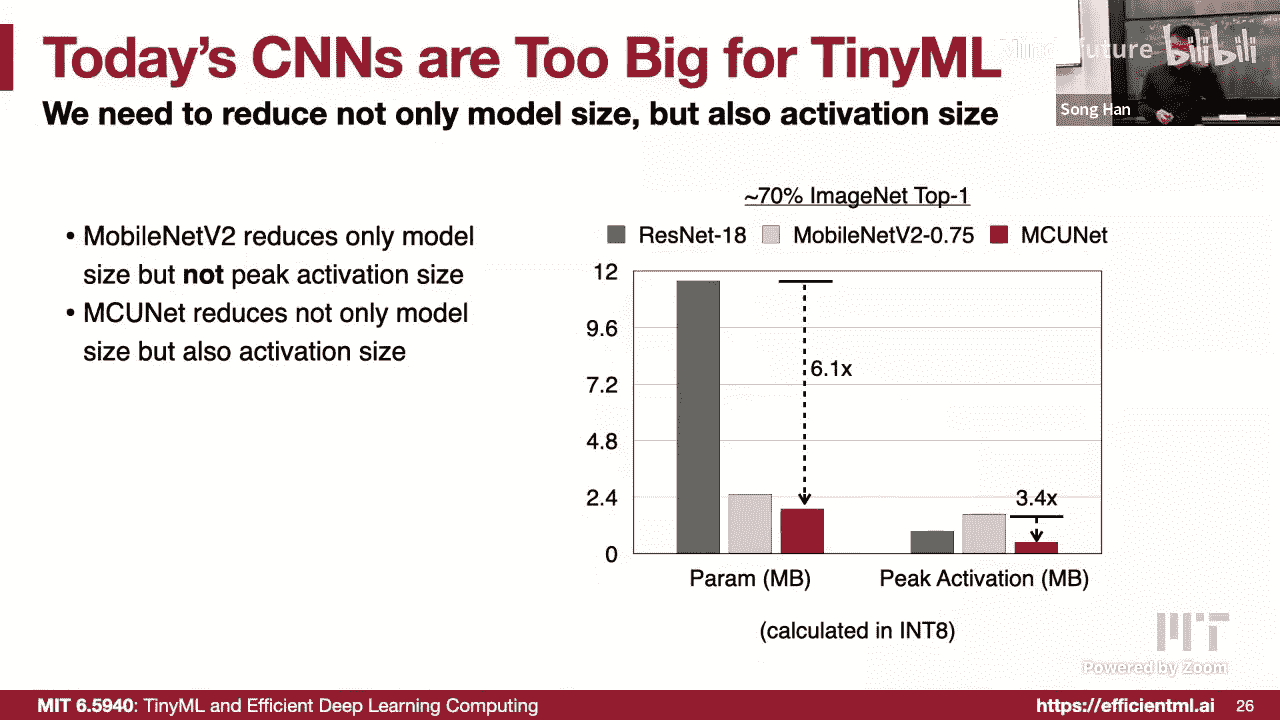 Today's CNNs are Too Big for TinyML
We need to reduce not only model size, but also activation size
Song Han
bilibili
• MobileNetV2 reduces only model
size but not peak activation size
• MCUNet reduces not only model
size but also activation size
~70% ImageNet Top-1
ResNet-18 MobileNetV2-0.75 MCUNet
12
9.6
7.2
4.8
2.4
0
6.1x
3.4x
Param (MB) Peak Activation (MB)
(calculated in INT8)
MIT
Powered by Zoom
MIT 6.5940: TinyML and Efficient Deep Learning Computing https://efficientml.ai 26